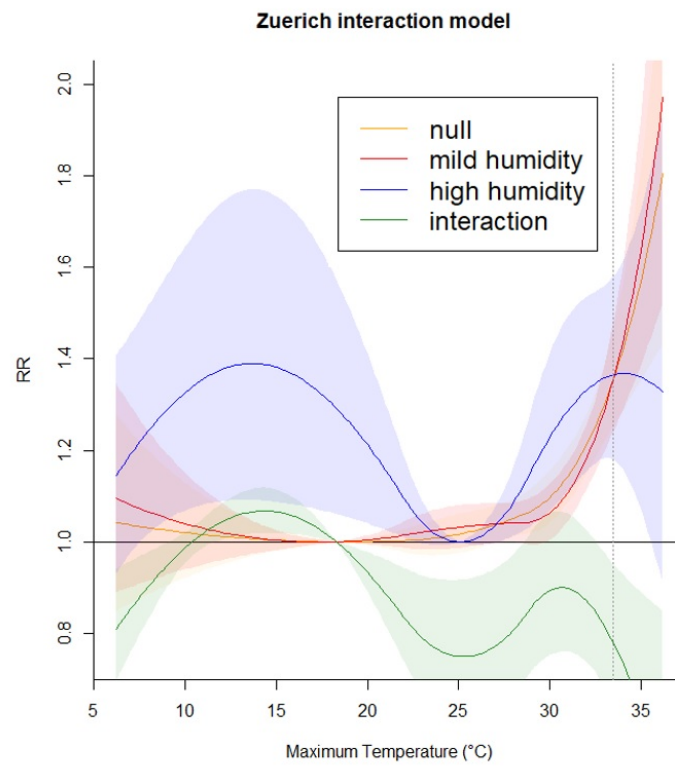 Zuerich interaction model
null
mild humidity
high humidity
interaction
RR
2.0
1.8
1.6
1.4
1.2
1.0
0.8
5 10 15 20 25 30 35
Maximum Temperature (°C)